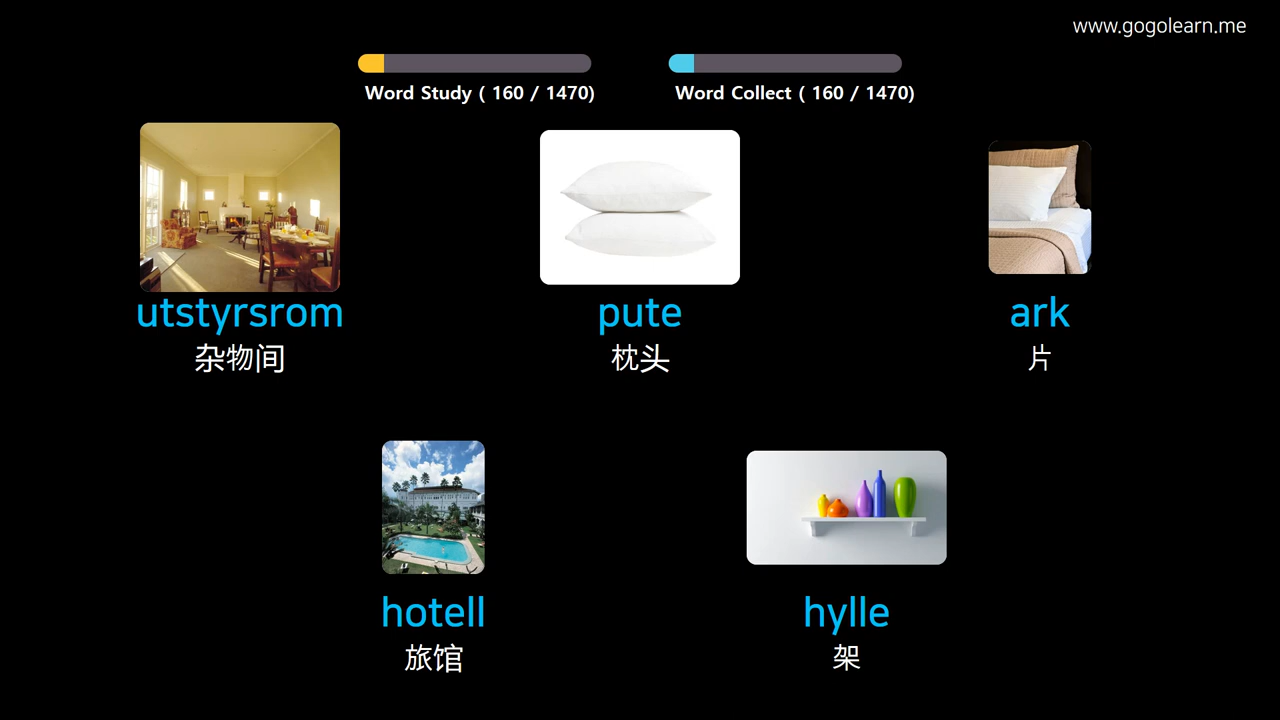 www.gogolearn.me
Word Study ( 160 / 1470)
Word Collect ( 160 / 1470)
utstyrsrom
杂物间
pute
枕头
ark
片
hotell
旅馆
hylle
架